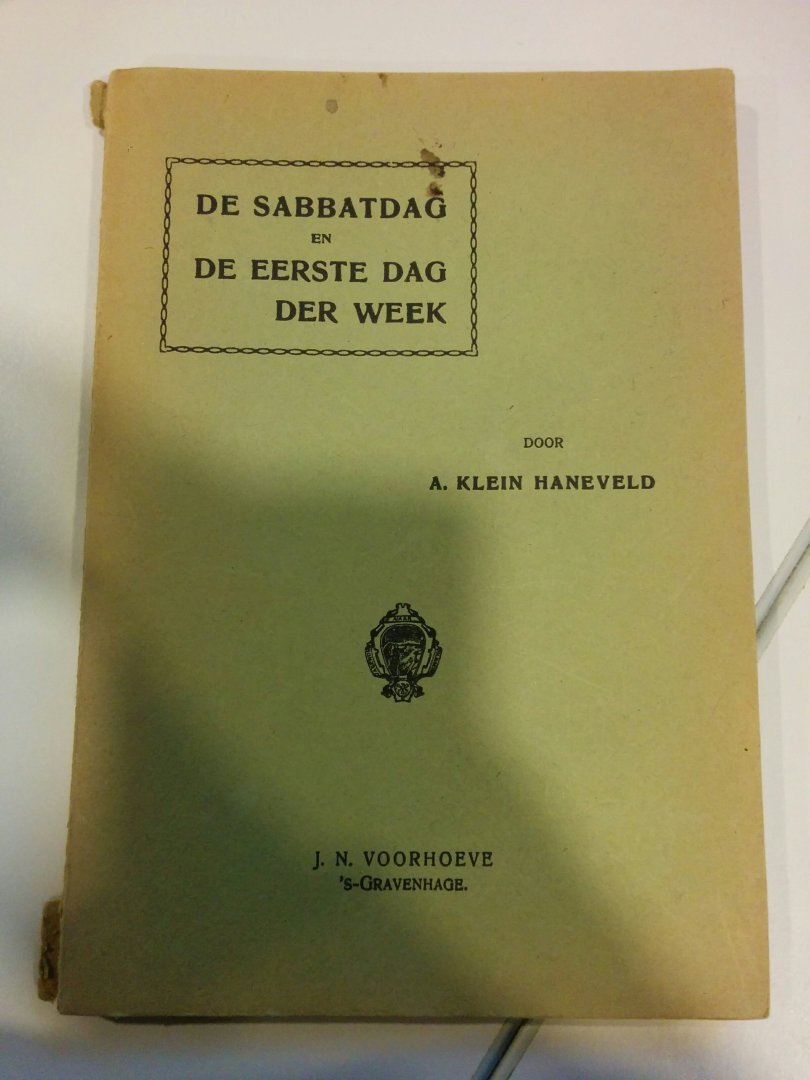 DE SABBATDAG
EN
DE EERSTE DAG
DER WEEK
DOOR
A. KLEIN HANEVELD
J. N. VOORHOEVE
's-GRAVENHAGE.